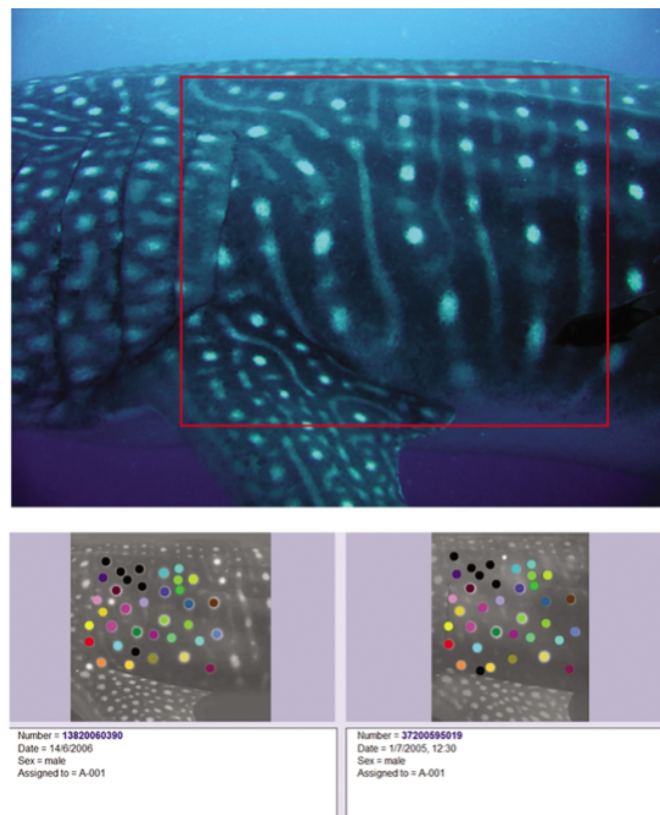 Number = 13820060390
Date = 14/6/2006
Sex = male
Assigned to = A-001
Number = 37200595019
Date = 1/7/2005, 12:30
Sex = male
Assigned to = A-001